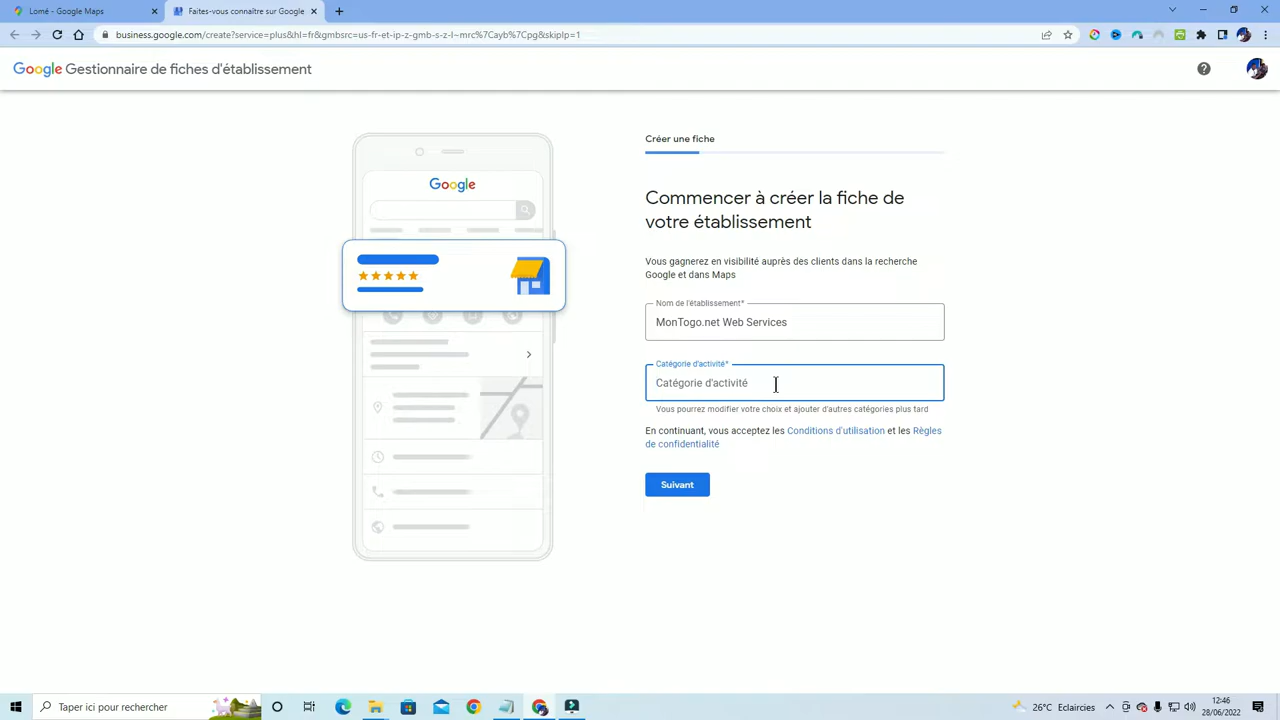 Lomé - Google Maps
Faites-vous connaître sur Google
business.google.com/create?service=plus&hl=fr&gmbsrc=us-fr-et-ip-z-gmb-s-z-l~mrc%7Cayb%7Cpg&skiplp=1
Google Gestionnaire de fiches d'établissement
Google
Créer une fiche
Commencer à créer la fiche de
votre établissement
Vous gagnerez en visibilité auprès des clients dans la recherche
Google et dans Maps
Nom de l'établissement*
MonTogo.net Web Services
Catégorie d'activité*
Catégorie d'activité
Vous pourrez modifier votre choix et ajouter d'autres catégories plus tard
En continuant, vous acceptez les Conditions d'utilisation et les Règles
de confidentialité
Suivant
Taper ici pour rechercher
26°C Eclaircies
12:46
28/06/2022